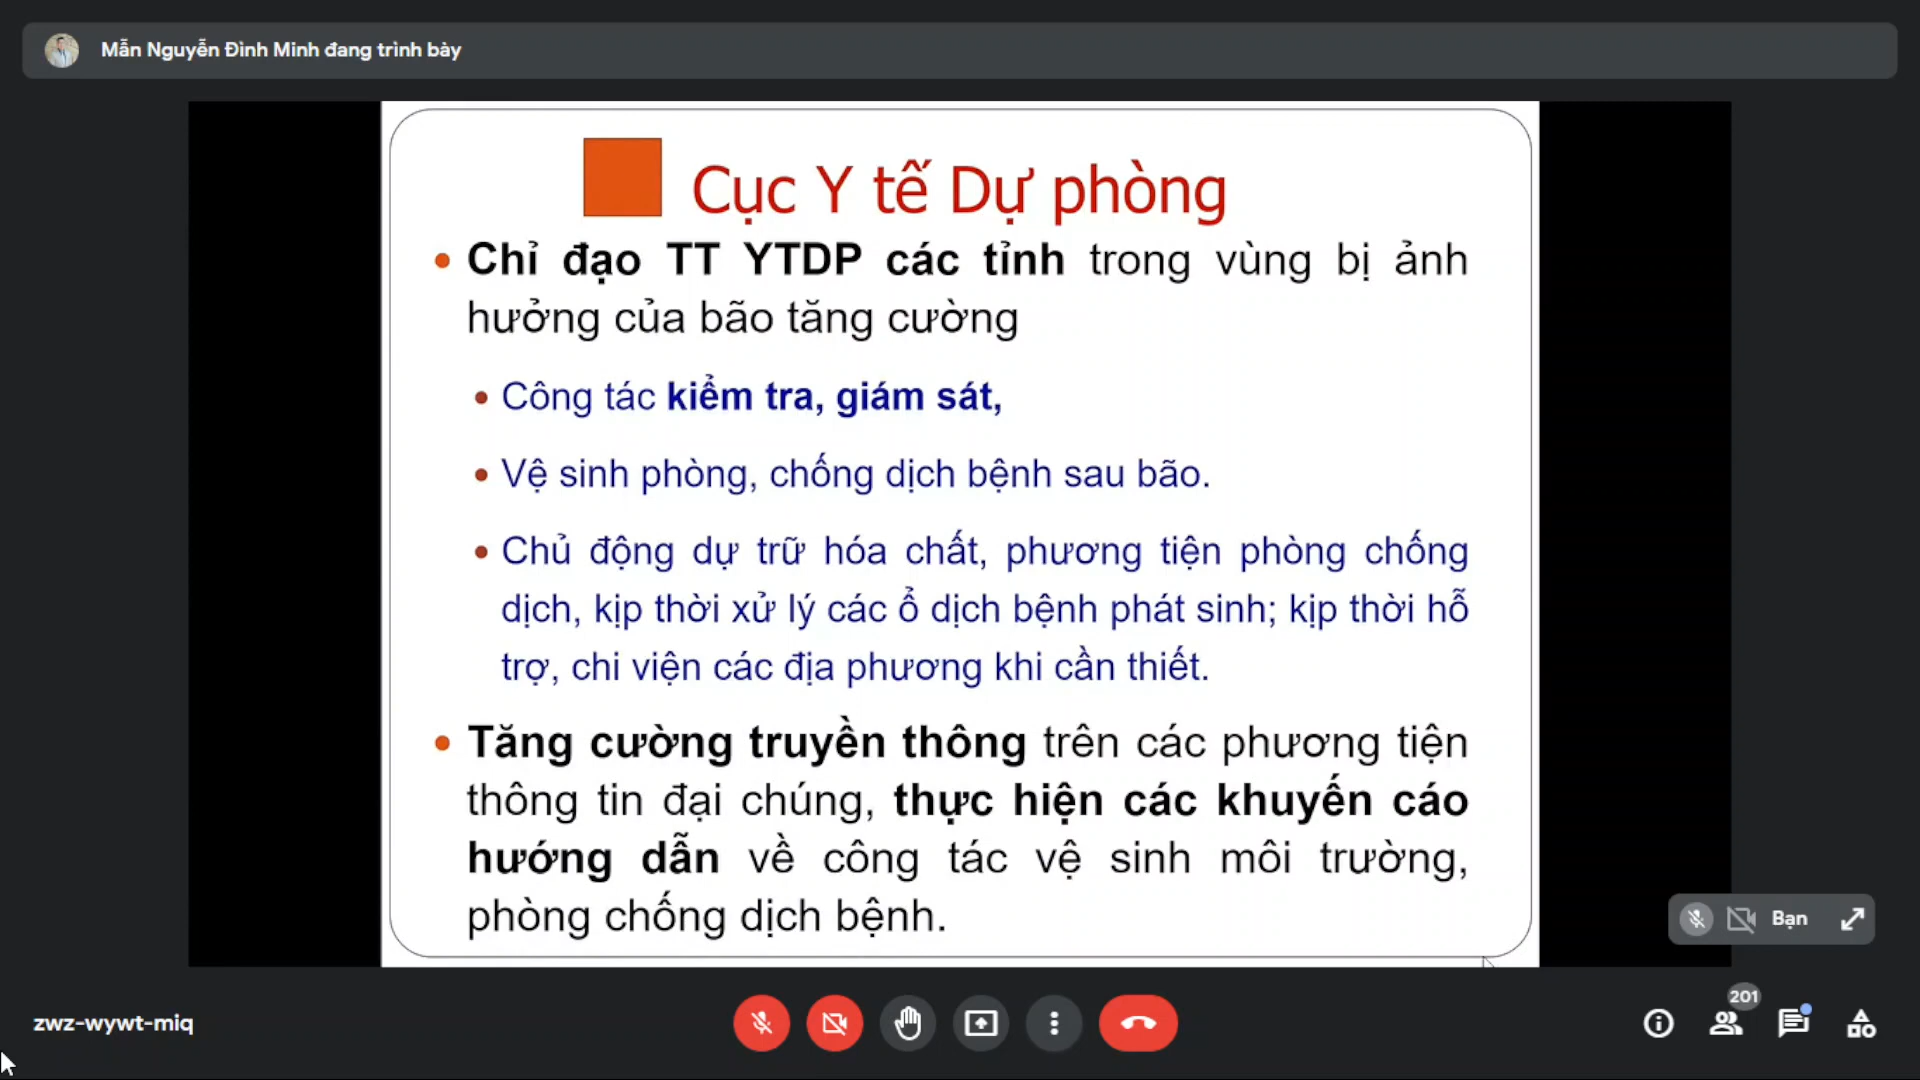 Mẫn Nguyễn Đình Minh đang trình bày
Cục Y tế Dự phòng
• Chỉ đạo TT YTDP các tỉnh trong vùng bị ảnh
hưởng của bão tăng cường
• Công tác kiểm tra, giám sát,
• Vệ sinh phòng, chống dịch bệnh sau bão.
• Chủ động dự trữ hóa chất, phương tiện phòng chống
dịch, kịp thời xử lý các ổ dịch bệnh phát sinh; kịp thời hỗ
trợ, chi viện các địa phương khi cần thiết.
• Tăng cường truyền thông trên các phương tiện
thông tin đại chúng, thực hiện các khuyến cáo
hướng dẫn về công tác vệ sinh môi trường,
phòng chống dịch bệnh.
Bạn
201
zwz-wywt-miq